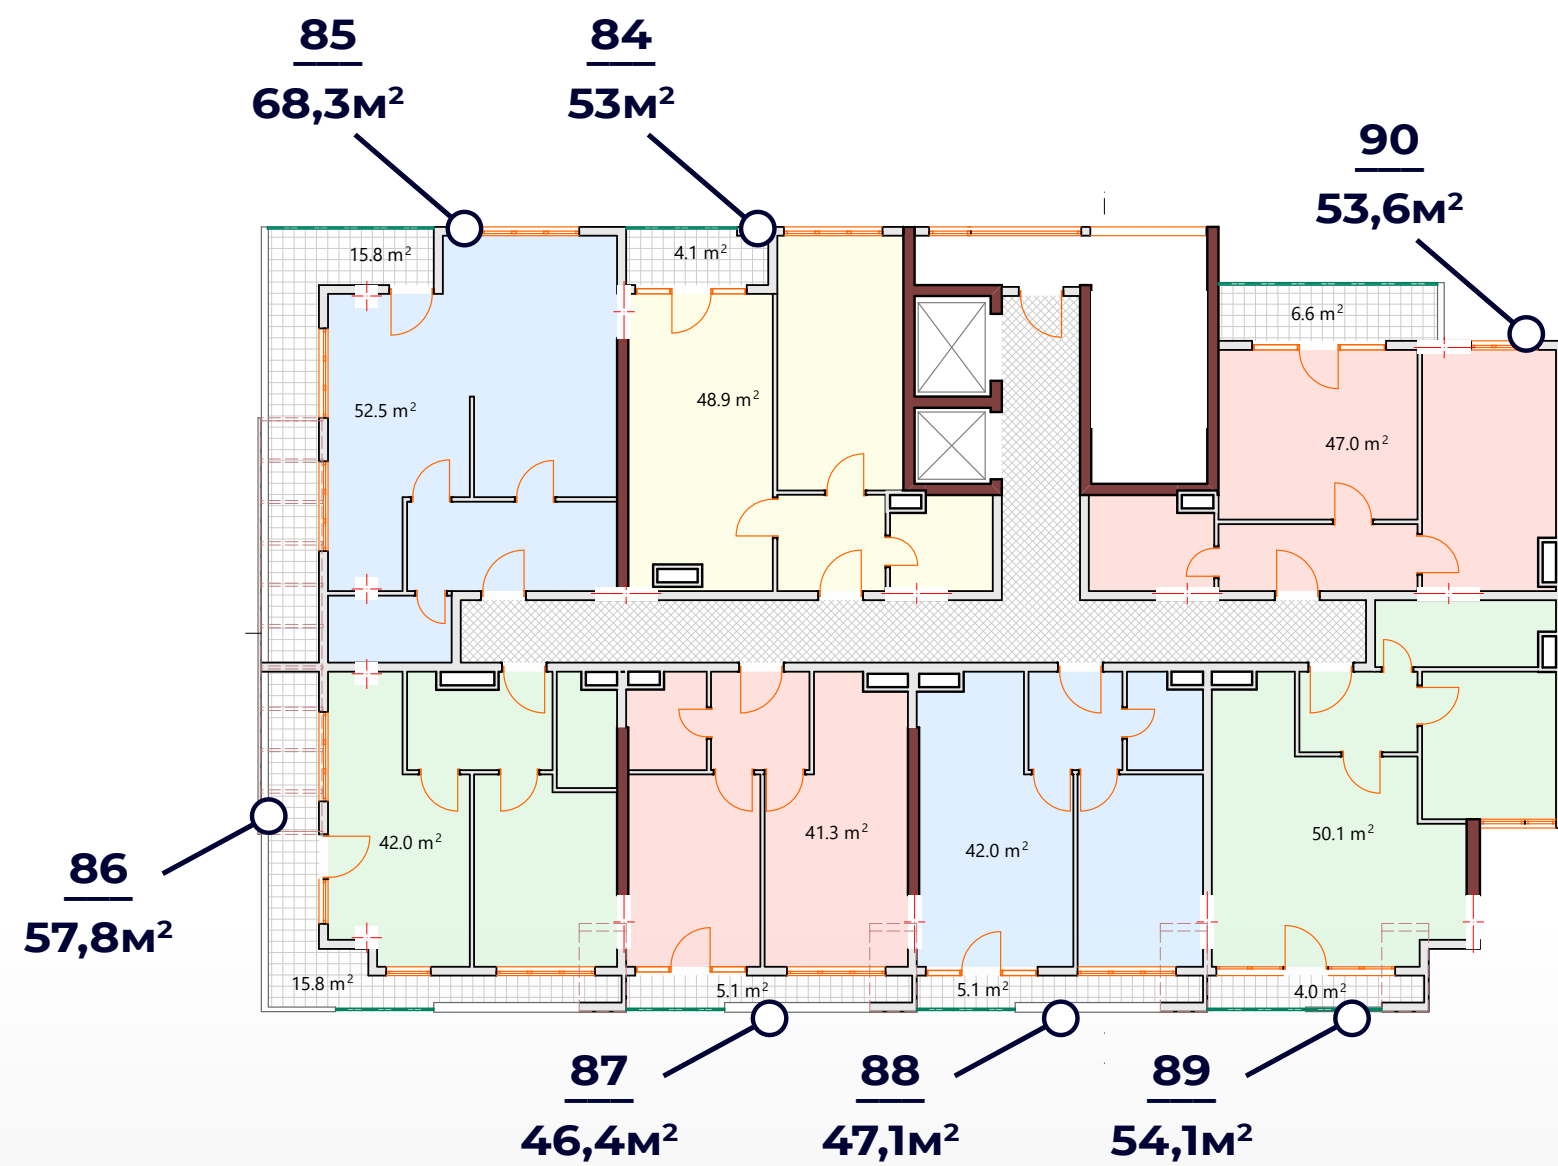 85
68,3м²
84
53м²
90
53,6м²
15.8 m²
4.1 m²
6.6 m²
52.5 m²
48.9 m²
47.0 m²
42.0 m²
41.3 m²
42.0 m²
50.1 m²
86
57,8м²
15.8 m²
5.1 m²
5.1 m²
4.0 m²
87
46,4м²
88
47,1м²
89
54,1м²